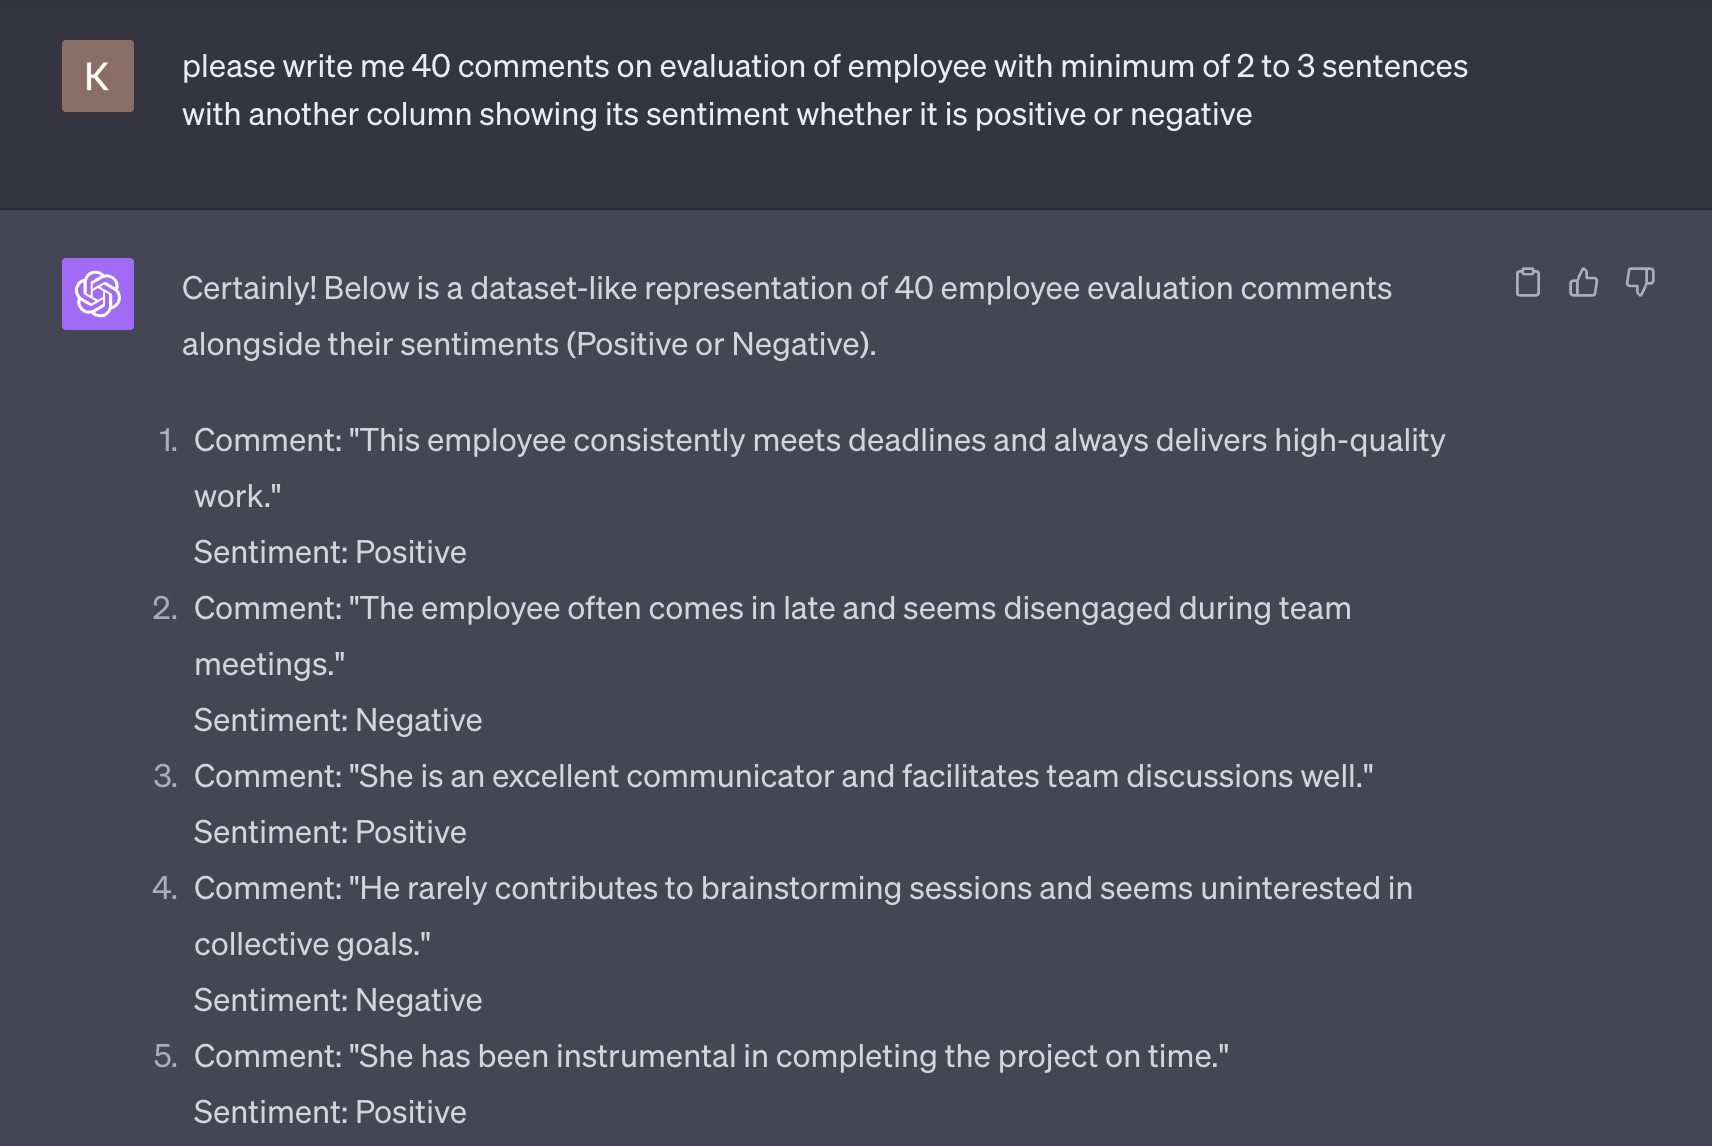 K
please write me 40 comments on evaluation of employee with minimum of 2 to 3 sentences
with another column showing its sentiment whether it is positive or negative
Certainly! Below is a dataset-like representation of 40 employee evaluation comments
alongside their sentiments (Positive or Negative).
1. Comment: "This employee consistently meets deadlines and always delivers high-quality
work."
Sentiment: Positive
2. Comment: "The employee often comes in late and seems disengaged during team
meetings."
Sentiment: Negative
3. Comment: "She is an excellent communicator and facilitates team discussions well."
Sentiment: Positive
4. Comment: "He rarely contributes to brainstorming sessions and seems uninterested in
collective goals."
Sentiment: Negative
5. Comment: "She has been instrumental in completing the project on time."
Sentiment: Positive